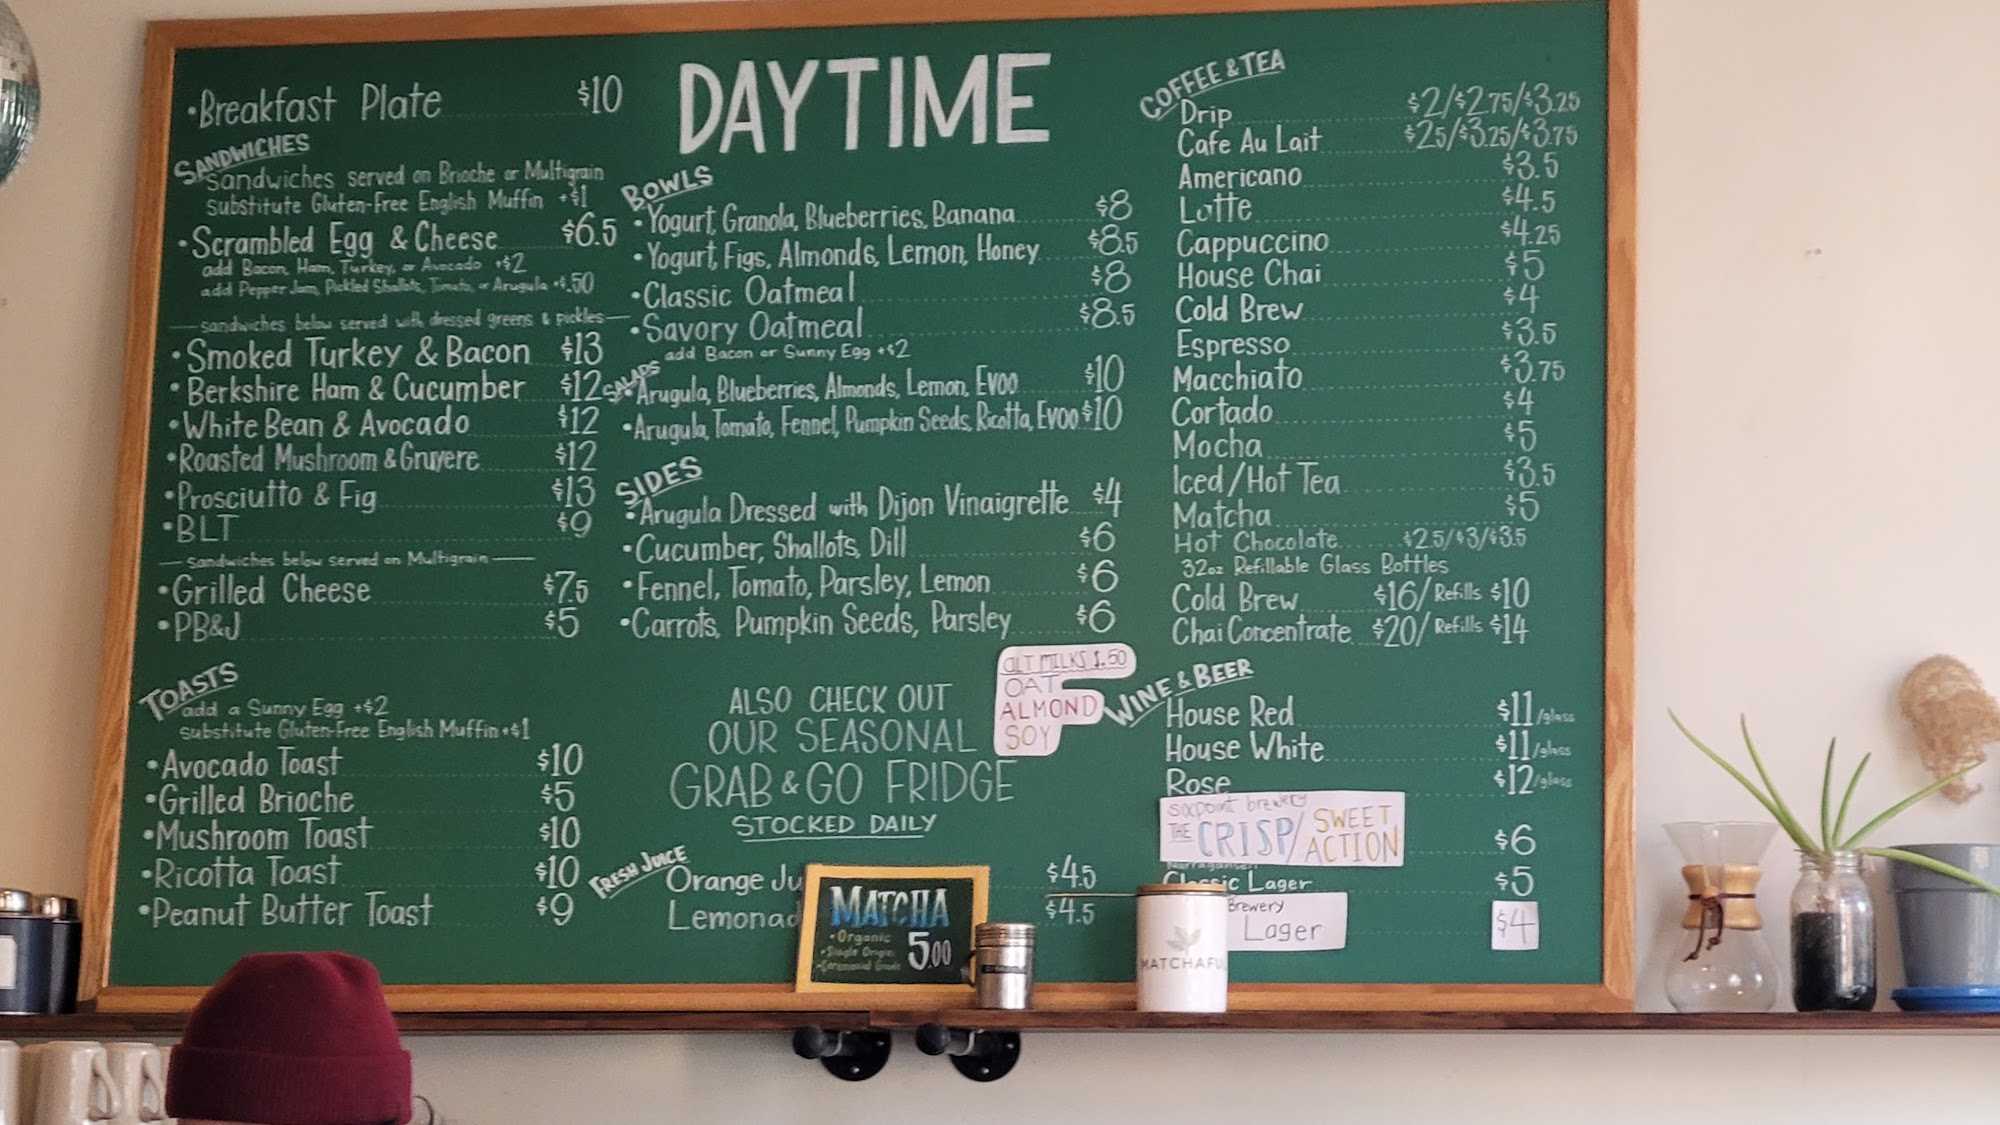 DAYTIME
• Breakfast Plate $10
SANDWICHES
Sandwiches served on Brioche or Multigrain
Substitute Gluten-Free English Muffin +$1
• Scrambled Egg & Cheese $6.5
add Bacon, Ham, Turkey, or Avocado +$2
add Pepper Jam, Pickled Shallots, Tomato, or Arugula +$.50
Sandwiches below served with dressed greens & pickles
• Smoked Turkey & Bacon $13
• Berkshire Ham & Cucumber $12
• White Bean & Avocado $12
• Roasted Mushroom & Gruyere $12
• Prosciutto & Fig $13
• BLT $9
Sandwiches below served on Multigrain
• Grilled Cheese $7.5
• PB&J $5
TOASTS
add a Sunny Egg +$2
substitute Gluten-Free English Muffin +$1
• Avocado Toast $10
• Grilled Brioche $5
• Mushroom Toast $10
• Ricotta Toast $10
• Peanut Butter Toast $9
BOWLS
• Yogurt, Granola, Blueberries, Banana $8
• Yogurt, Figs, Almonds, Lemon, Honey $8.5
• Classic Oatmeal $8
• Savory Oatmeal $8.5
add Bacon or Sunny Egg +$2
SALADS
• Arugula, Blueberries, Almonds, Lemon, Evoo $10
• Arugula, Tomato, Fennel, Pumpkin Seeds, Ricotta, Evoo $10
SIDES
• Arugula Dressed with Dijon Vinaigrette $4
• Cucumber, Shallots, Dill $6
• Fennel, Tomato, Parsley, Lemon $6
• Carrots, Pumpkin Seeds, Parsley $6
ALT MILKS $.50
OAT
ALMOND
SOY
ALSO CHECK OUT
OUR SEASONAL
GRAB & GO FRIDGE
STOCKED DAILY
FRESH JUICE
Orange Ju $4.5
Lemonad $4.5
MATCHA
• Organic
• Single Origin
• Ceremonial Grade
5.00
COFFEE & TEA
Drip $2/$2.75/$3.25
Cafe Au Lait $2.5/$3.25/$3.75
Americano $3.5
Latte $4.5
Cappuccino $4.25
House Chai $5
Cold Brew $4
Espresso $3.5
Macchiato $3.75
Cortado $4
Mocha $5
Iced/Hot Tea $3.5
Matcha $5
Hot Chocolate $2.5/$3/$3.5
32oz Refillable Glass Bottles
Cold Brew $16/Refills $10
Chai Concentrate $20/Refills $14
WINE & BEER
House Red $11/glass
House White $11/glass
Rose $12/glass
sixpoint brewery
THE CRISP/SWEET ACTION $6
Narragansett
Classic Lager $5
Brewery
Lager $4
MATCHAFUL